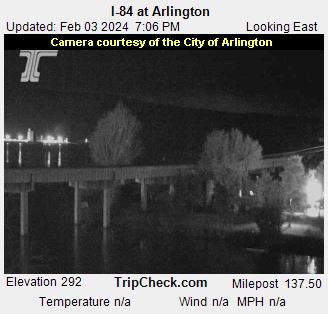 I-84 at Arlington
Updated: Feb 03 2024 7:06 PM Looking East
Camera courtesy of the City of Arlington
Elevation 292 TripCheck.com Milepost 137.50
Temperature n/a Wind n/a MPH n/a